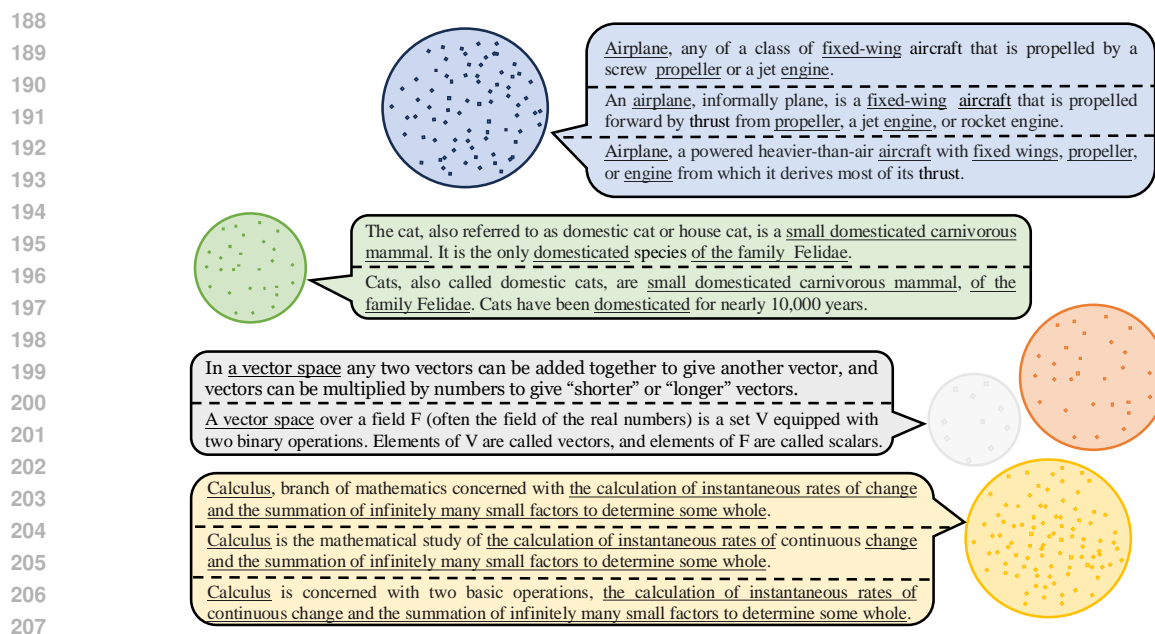 188
189
190
191
192
193
194
195
196
197
198
199
200
201
202
203
204
205
206
207
Airplane, any of a class of fixed-wing aircraft that is propelled by a
screw propeller or a jet engine.
An airplane, informally plane, is a fixed-wing aircraft that is propelled
forward by thrust from propeller, a jet engine, or rocket engine.
Airplane, a powered heavier-than-air aircraft with fixed wings, propeller,
or engine from which it derives most of its thrust.
The cat, also referred to as domestic cat or house cat, is a small domesticated carnivorous
mammal. It is the only domesticated species of the family Felidae.
Cats, also called domestic cats, are small domesticated carnivorous mammal, of the
family Felidae. Cats have been domesticated for nearly 10,000 years.
In a vector space any two vectors can be added together to give another vector, and
vectors can be multiplied by numbers to give “shorter” or “longer” vectors.
A vector space over a field F (often the field of the real numbers) is a set V equipped with
two binary operations. Elements of V are called vectors, and elements of F are called scalars.
Calculus, branch of mathematics concerned with the calculation of instantaneous rates of change
and the summation of infinitely many small factors to determine some whole.
Calculus is the mathematical study of the calculation of instantaneous rates of continuous change
and the summation of infinitely many small factors to determine some whole.
Calculus is concerned with two basic operations, the calculation of instantaneous rates of
continuous change and the summation of infinitely many small factors to determine some whole.